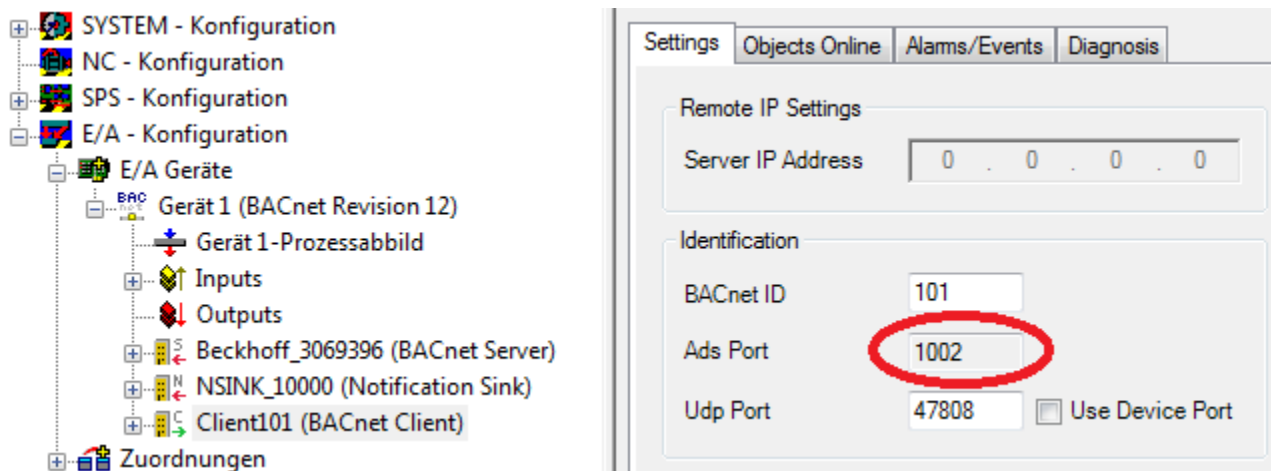 SYSTEM - Konfiguration
NC - Konfiguration
SPS - Konfiguration
E/A - Konfiguration
E/A Geräte
BAC
net
Gerät 1 (BACnet Revision 12)
Gerät 1-Prozessabbild
Inputs
Outputs
S
Beckhoff_3069396 (BACnet Server)
N
NSINK_10000 (Notification Sink)
C
Client101 (BACnet Client)
Zuordnungen
Settings Objects Online Alarms/Events Diagnosis
Remote IP Settings
Server IP Address 0 . 0 . 0 . 0
Identification
BACnet ID 101
Ads Port 1002
Udp Port 47808 Use Device Port